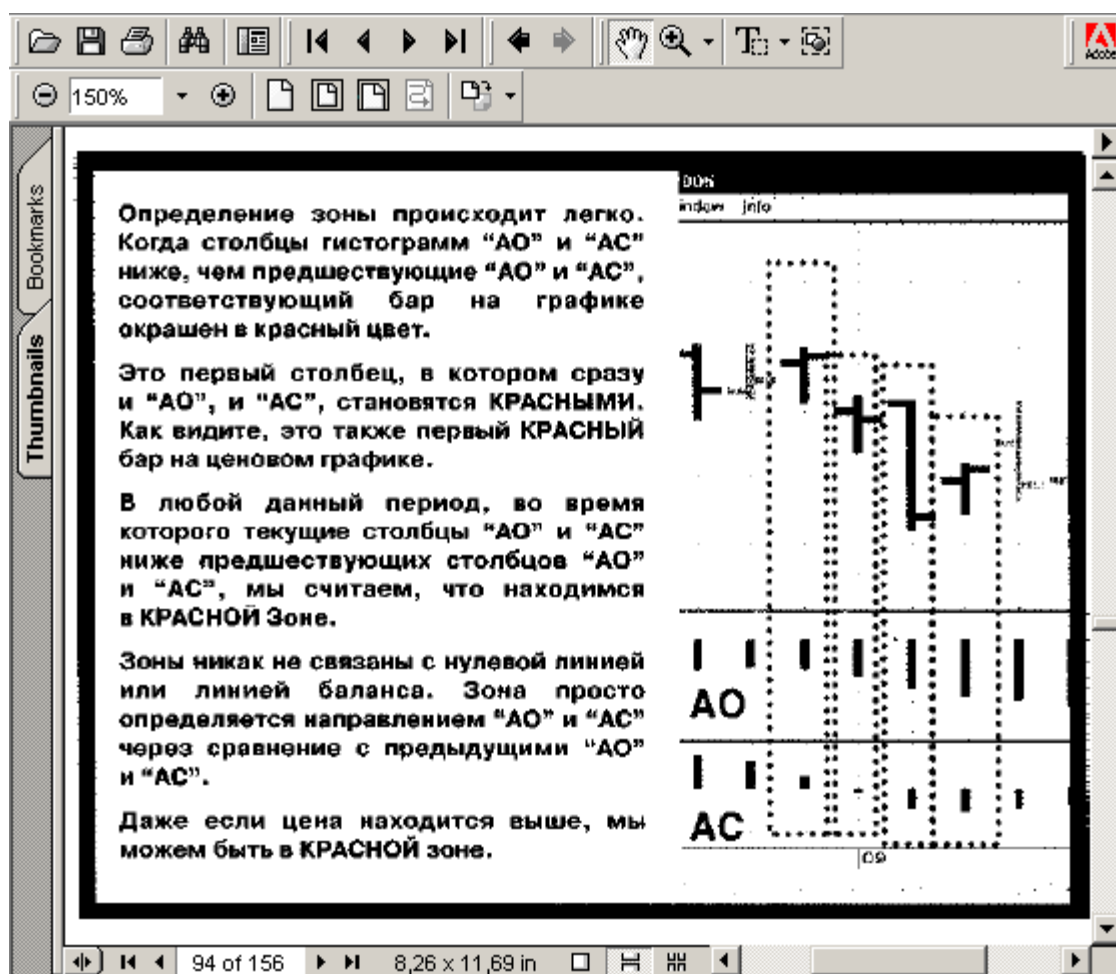 Adobe
150%
Bookmarks
Thumbnails
Определение зоны происходит легко.
Когда столбцы гистограмм “АО” и “АС”
ниже, чем предшествующие “АО” и “АС”,
соответствующий бар на графике
окрашен в красный цвет.
Это первый столбец, в котором сразу
и “АО”, и “АС”, становятся КРАСНЫМИ.
Как видите, это также первый КРАСНЫЙ
бар на ценовом графике.
В любой данный период, во время
которого текущие столбцы “АО” и “АС”
ниже предшествующих столбцов “АО”
и “АС”, мы считаем, что находимся
в КРАСНОЙ Зоне.
Зоны никак не связаны с нулевой линией
или линией баланса. Зона просто
определяется направлением “АО” и “АС”
через сравнение с предыдущими “АО”
и “АС”.
Даже если цена находится выше, мы
можем быть в КРАСНОЙ зоне.
indow Info
AO
AC
09
94 of 156
8,26 x 11,69 in